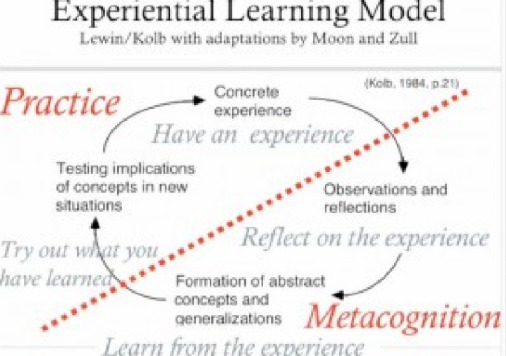 Experiential Learning Model
Lewin/Kolb with adaptations by Moon and Zull
(Kolb, 1984, p.21)
Practice
Concrete
experience
Have an experience
Testing implications
of concepts in new
situations
Observations and
reflections
Reflect on the experience
Try out what you
have learned
Formation of abstract
concepts and
generalizations
Metacognition
Learn from the experience